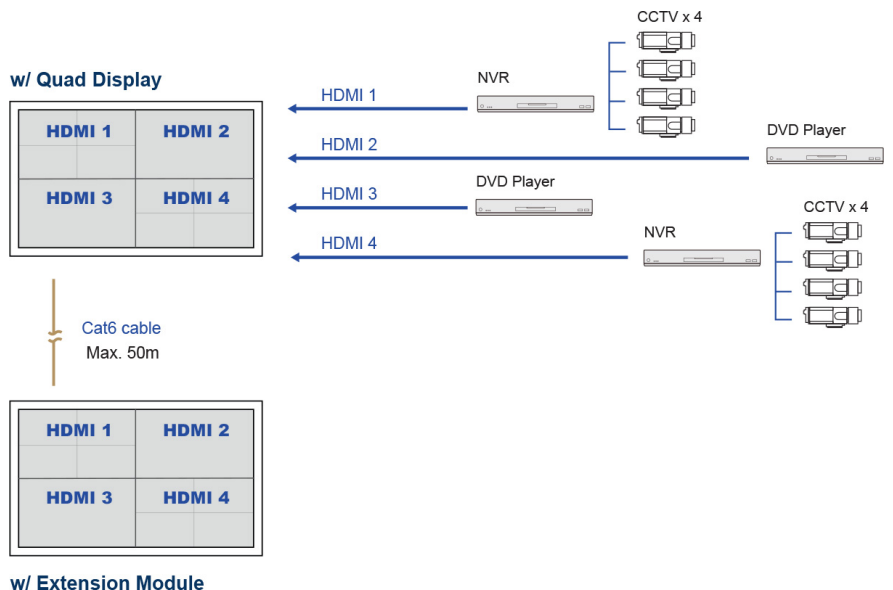 CCTV x 4
w/ Quad Display
NVR
HDMI 1
HDMI 1 HDMI 2
HDMI 3 HDMI 4
HDMI 2
DVD Player
HDMI 3
DVD Player
HDMI 4
NVR
CCTV x 4
Cat6 cable
Max. 50m
HDMI 1 HDMI 2
HDMI 3 HDMI 4
w/ Extension Module